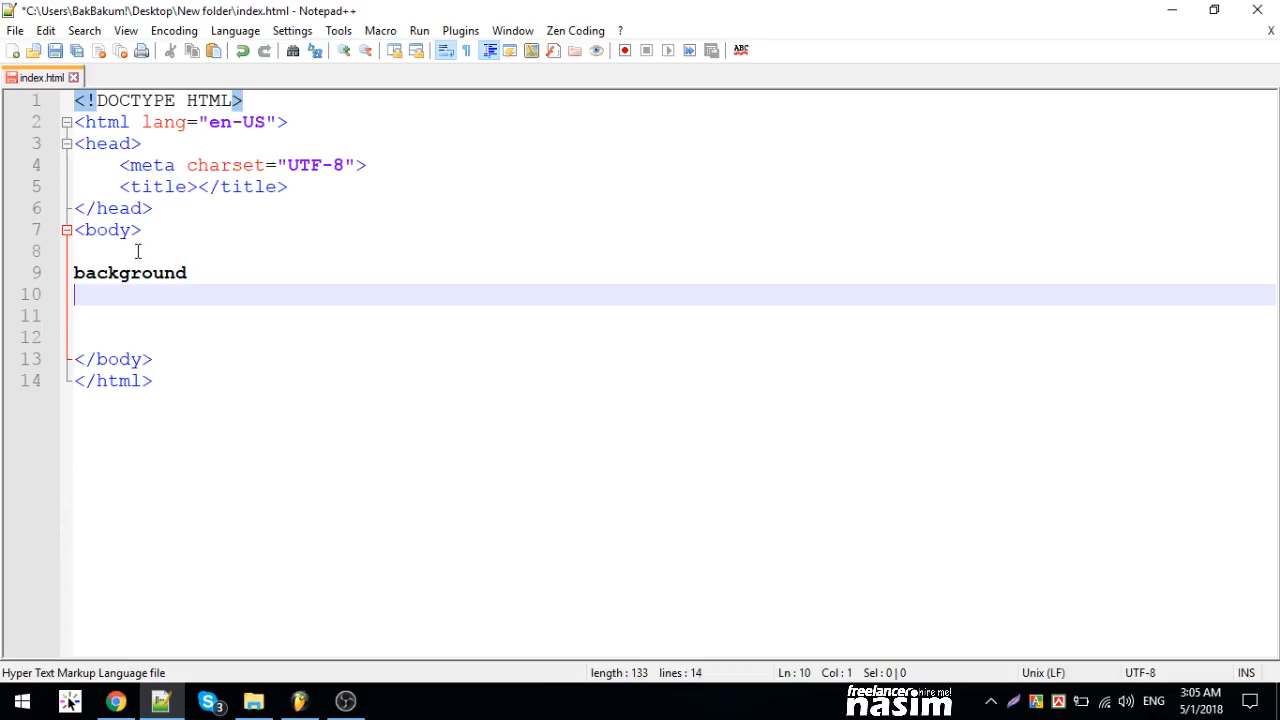 *C:\Users\BakBakum!\Desktop\New folder\index.html - Notepad++
File Edit Search View Encoding Language Settings Tools Macro Run Plugins Window Zen Coding ? X
ABC
index.html
1 <!DOCTYPE HTML>
2 <html lang="en-US">
3 <head>
4 <meta charset="UTF-8">
5 <title></title>
6 </head>
7 <body>
8
9 background
10
11
12
13 </body>
14 </html>
Hyper Text Markup Language file length : 133 lines : 14 Ln : 10 Col : 1 Sel : 0 | 0 Unix (LF) UTF-8 INS
3
freelancer hire me!
nasim
ENG
3:05 AM
5/1/2018